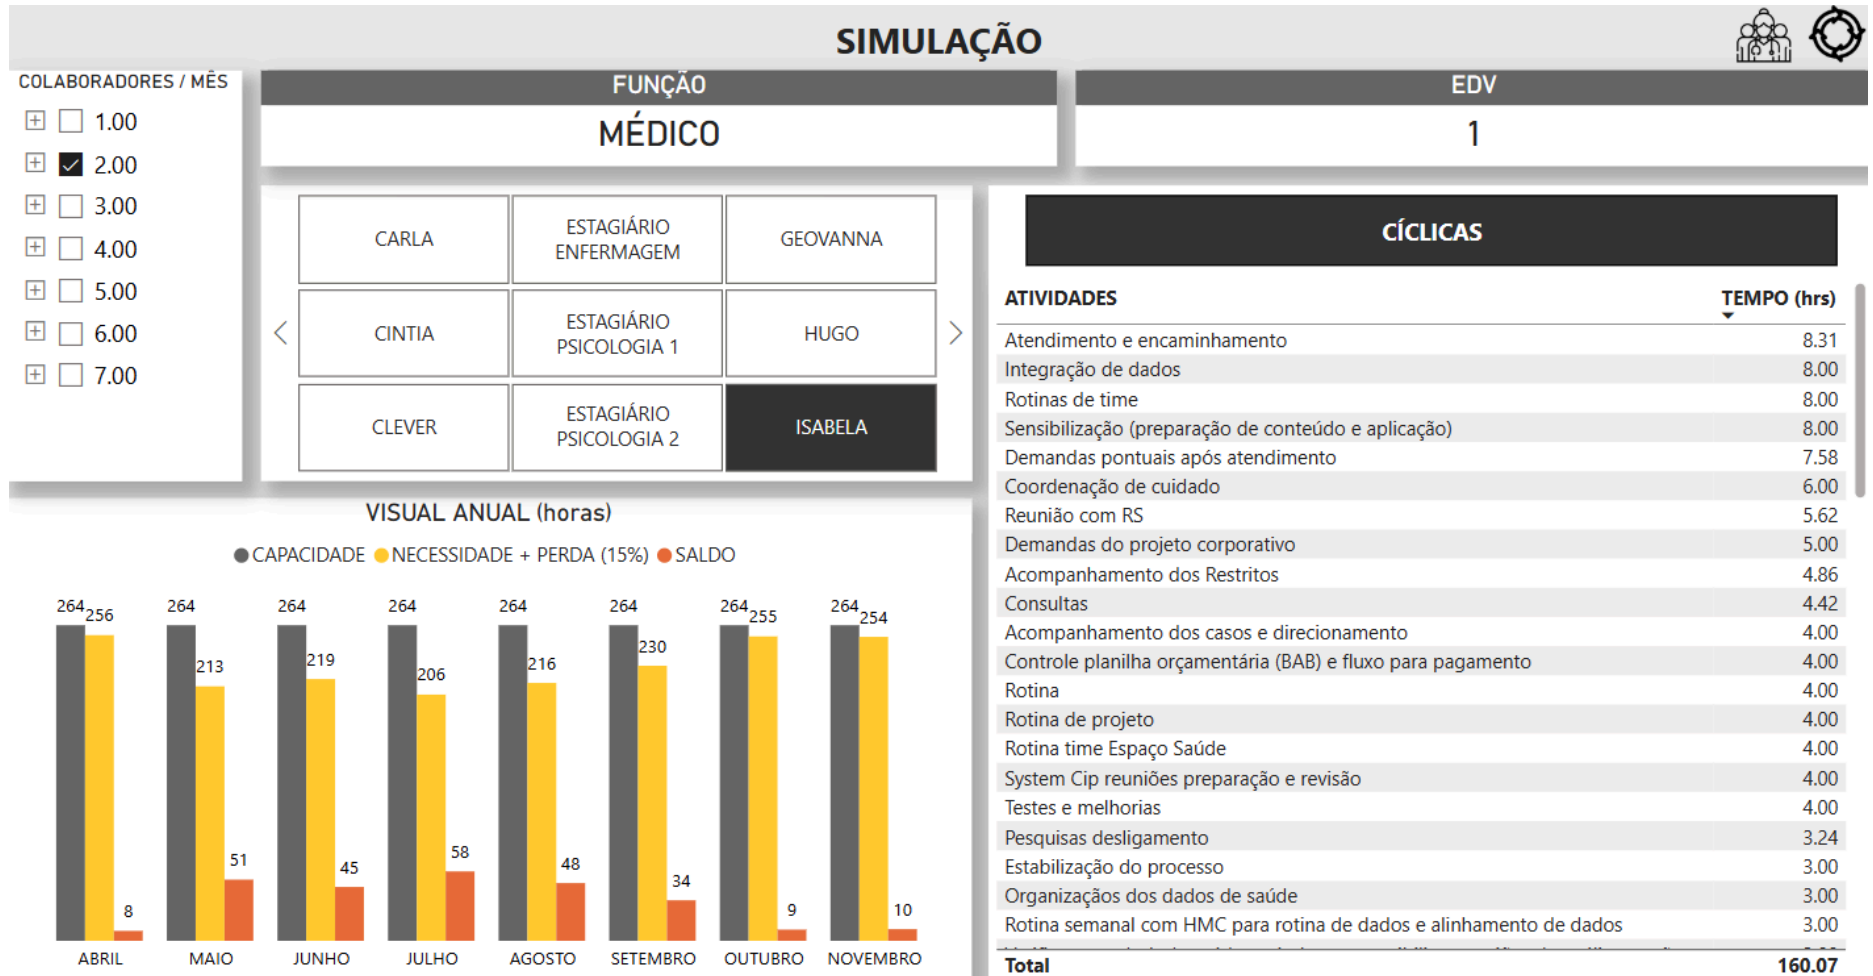 SIMULAÇÃO
COLABORADORES / MÊS
1.00
2.00
3.00
4.00
5.00
6.00
7.00
FUNÇÃO
MÉDICO
EDV
1
CARLA
ESTAGIÁRIO
ENFERMAGEM
GEOVANNA
CINTIA
ESTAGIÁRIO
PSICOLOGIA 1
HUGO
CLEVER
ESTAGIÁRIO
PSICOLOGIA 2
ISABELA
VISUAL ANUAL (horas)
CAPACIDADE NECESSIDADE + PERDA (15%) SALDO
264 256 8 ABRIL
264 213 51 MAIO
264 219 45 JUNHO
264 206 58 JULHO
264 216 48 AGOSTO
264 230 34 SETEMBRO
264 255 9 OUTUBRO
264 254 10 NOVEMBRO
CÍCLICAS
ATIVIDADES TEMPO (hrs)
Atendimento e encaminhamento 8.31
Integração de dados 8.00
Rotinas de time 8.00
Sensibilização (preparação de conteúdo e aplicação) 8.00
Demandas pontuais após atendimento 7.58
Coordenação de cuidado 6.00
Reunião com RS 5.62
Demandas do projeto corporativo 5.00
Acompanhamento dos Restritos 4.86
Consultas 4.42
Acompanhamento dos casos e direcionamento 4.00
Controle planilha orçamentária (BAB) e fluxo para pagamento 4.00
Rotina 4.00
Rotina de projeto 4.00
Rotina time Espaço Saúde 4.00
System Cip reuniões preparação e revisão 4.00
Testes e melhorias 4.00
Pesquisas desligamento 3.24
Estabilização do processo 3.00
Organizaçãos dos dados de saúde 3.00
Rotina semanal com HMC para rotina de dados e alinhamento de dados 3.00
Total 160.07